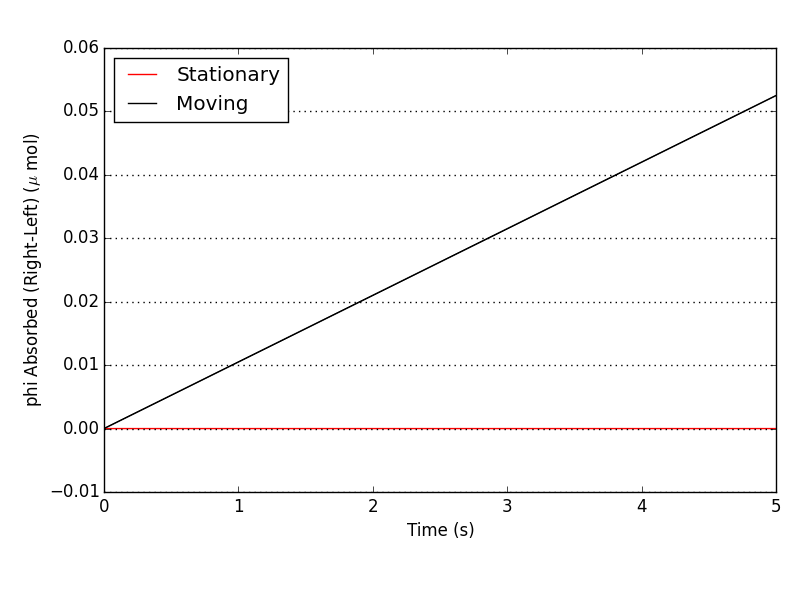 phi Absorbed (Right-Left) (μ mol)
0.06
0.05
0.04
0.03
0.02
0.01
0.00
−0.01
Stationary
Moving
0 1 2 3 4 5
Time (s)